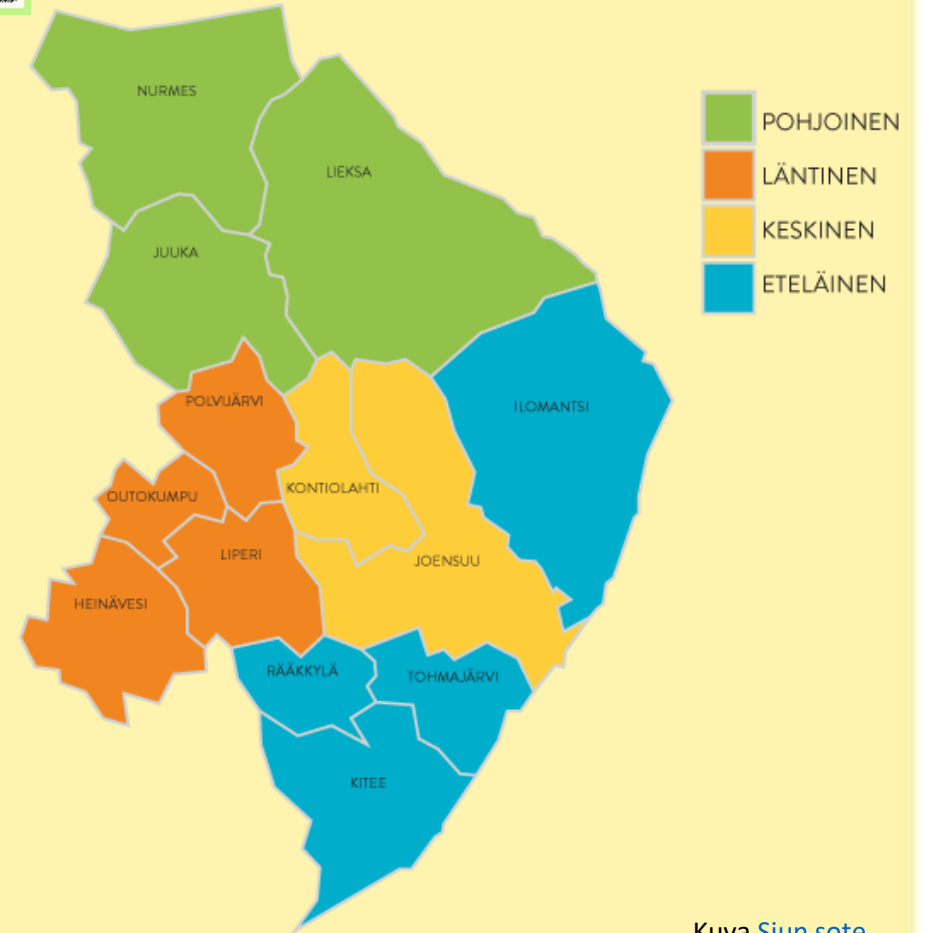 NURMES
LIEKSA
JUUKA
POHJOINEN
LÄNTINEN
KESKINEN
ETELÄINEN
POLVIJÄRVI
ILOMANTSI
OUTOKUMPU
KONTIOLAHTI
LIPERI
JOENSUU
HEINÄVESI
RÄÄKKYLÄ
TOHMAJÄRVI
KITEE
Kuva Siun sote